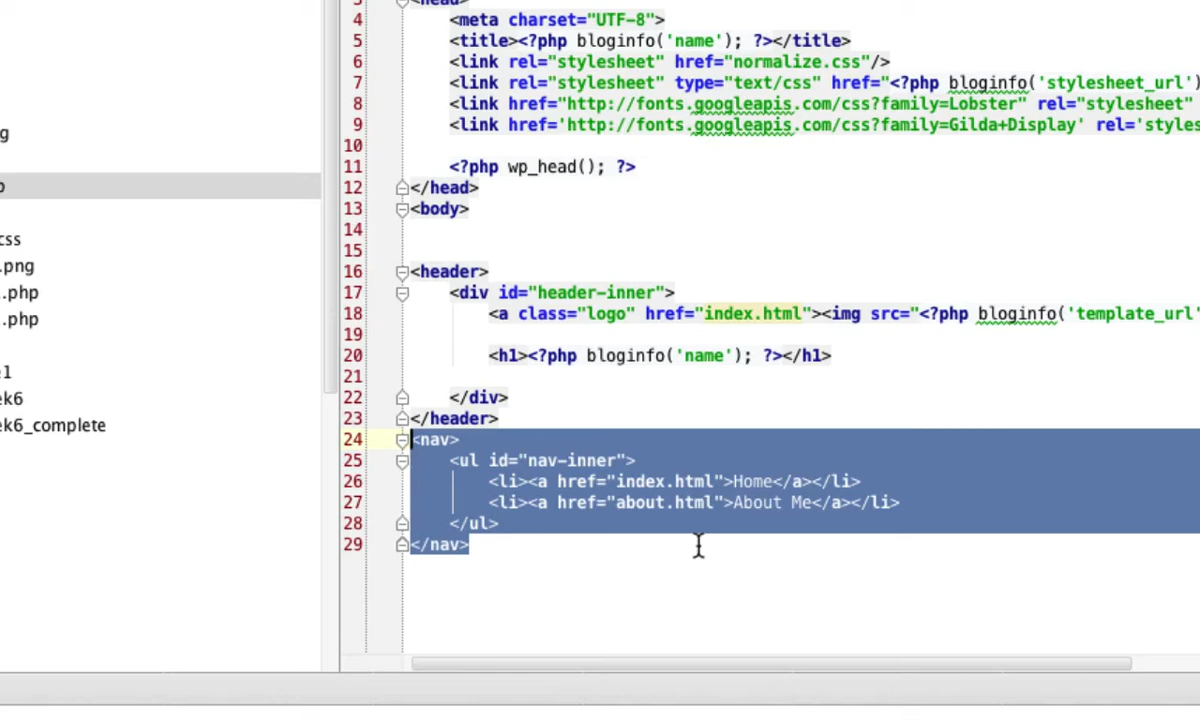 g
p
css
.png
.php
.php
el
ek6
ek6_complete
3 <head>
4 <meta charset="UTF-8">
5 <title><?php bloginfo('name'); ?></title>
6 <link rel="stylesheet" href="normalize.css"/>
7 <link rel="stylesheet" type="text/css" href="<?php bloginfo('stylesheet_url')
8 <link href="http://fonts.googleapis.com/css?family=Lobster" rel="stylesheet"
9 <link href='http://fonts.googleapis.com/css?family=Gilda+Display' rel='styles
10
11 <?php wp_head(); ?>
12 </head>
13 <body>
14
15
16 <header>
17 <div id="header-inner">
18 <a class="logo" href="index.html"><img src="<?php bloginfo('template_url'
19
20 <h1><?php bloginfo('name'); ?></h1>
21
22 </div>
23 </header>
24 <nav>
25 <ul id="nav-inner">
26 <li><a href="index.html">Home</a></li>
27 <li><a href="about.html">About Me</a></li>
28 </ul>
29 </nav>